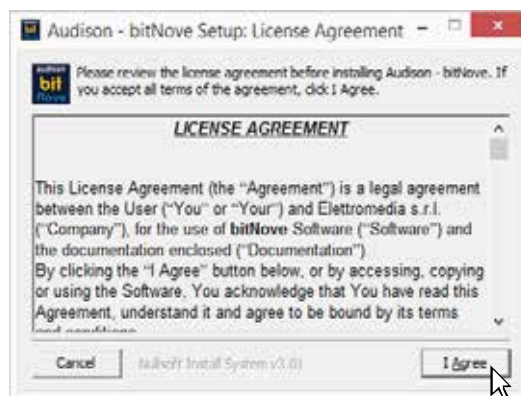 Audison - bitNove Setup: License Agreement
audison
bit
Nove
Please review the license agreement before installing Audison - bitNove. If
you accept all terms of the agreement, click I Agree.
LICENSE AGREEMENT
This License Agreement (the “Agreement”) is a legal agreement
between the User (“You” or “Your”) and Elettromedia s.r.l.
(“Company”), for the use of bitNove Software (“Software”) and
the documentation enclosed (“Documentation”)
By clicking the “I Agree” button below, or by accessing, copying
or using the Software, You acknowledge that You have read this
Agreement, understand it and agree to be bound by its terms
and conditions
Cancel
Nullsoft Install System v3.01
I Agree